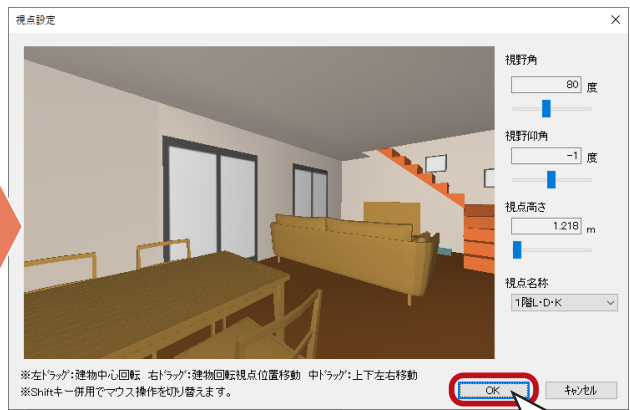 視点設定
視野角
80 度
視野仰角
-1 度
視点高さ
1.218 m
視点名称
1階L・D・K
※左ドラッグ：建物中心回転 右ドラッグ：建物回転視点位置移動 中ドラッグ：上下左右移動
※Shiftキー併用でマウス操作を切り替えます。
OK キャンセル